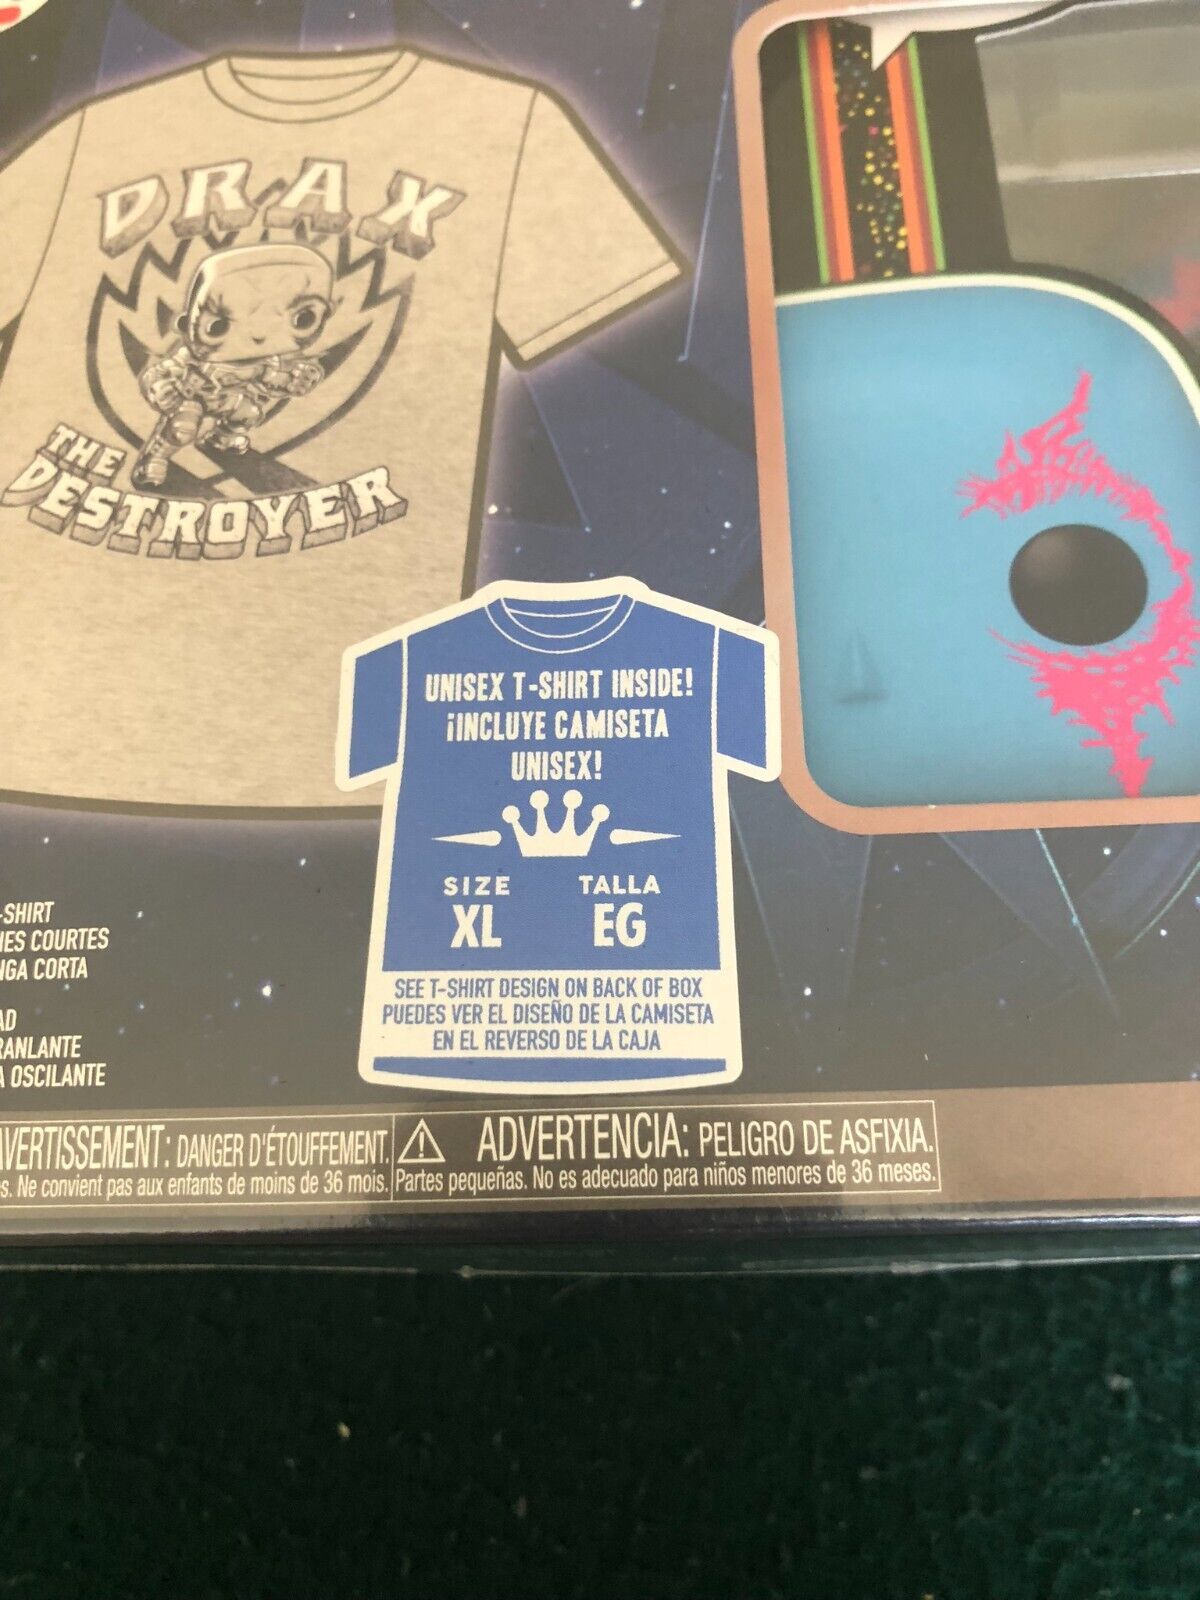 DRAX
THE
DESTROYER
UNISEX T-SHIRT INSIDE!
¡INCLUYE CAMISETA
UNISEX!
SIZE TALLA
XL EG
SEE T-SHIRT DESIGN ON BACK OF BOX
PUEDES VER EL DISEÑO DE LA CAMISETA
EN EL REVERSO DE LA CAJA
-SHIRT
HES COURTES
NGA CORTA
AD
RANLANTE
A OSCILANTE
AVERTISSEMENT: DANGER D'ÉTOUFFEMENT.
s. Ne convient pas aux enfants de moins de 36 mois.
ADVERTENCIA: PELIGRO DE ASFIXIA.
Partes pequeñas. No es adecuado para niños menores de 36 meses.